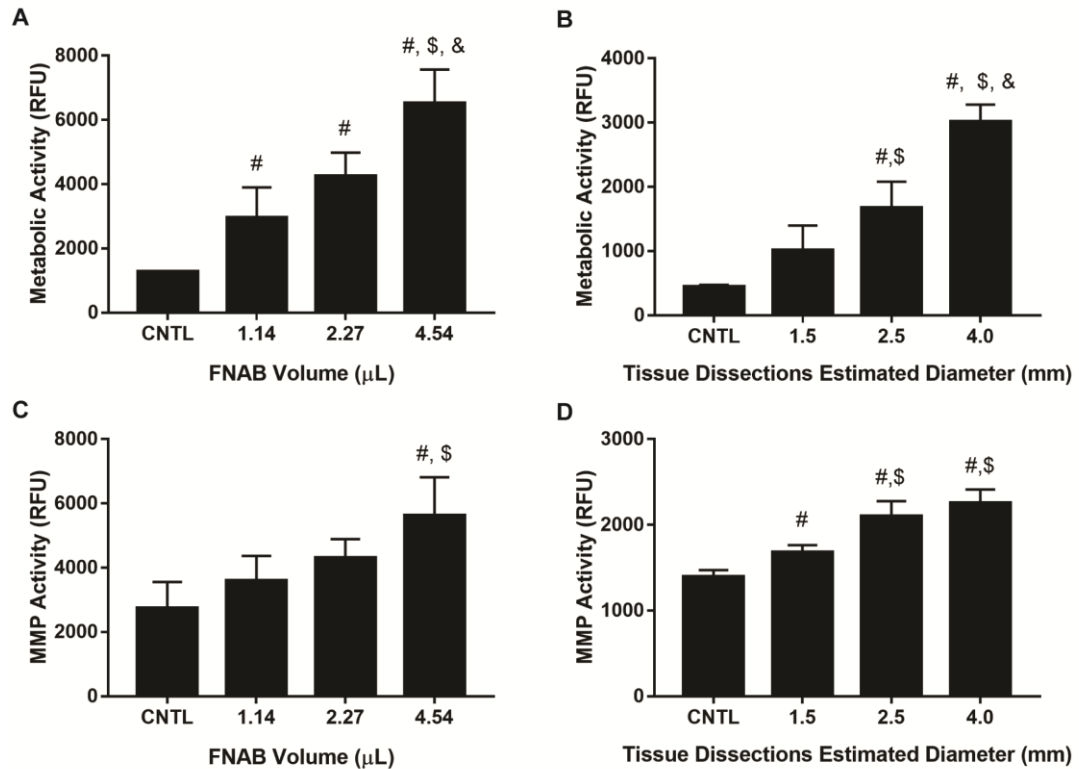 A
Metabolic Activity (RFU)
8000
6000
4000
2000
0
#
#
#, $, &
CNTL 1.14 2.27 4.54
FNAB Volume (μL)
B
Metabolic Activity (RFU)
4000
3000
2000
1000
0
#,$
#, $, &
CNTL 1.5 2.5 4.0
Tissue Dissections Estimated Diameter (mm)
C
MMP Activity (RFU)
8000
6000
4000
2000
0
#, $
CNTL 1.14 2.27 4.54
FNAB Volume (μL)
D
MMP Activity (RFU)
3000
2000
1000
0
#
#,$
#,$
CNTL 1.5 2.5 4.0
Tissue Dissections Estimated Diameter (mm)